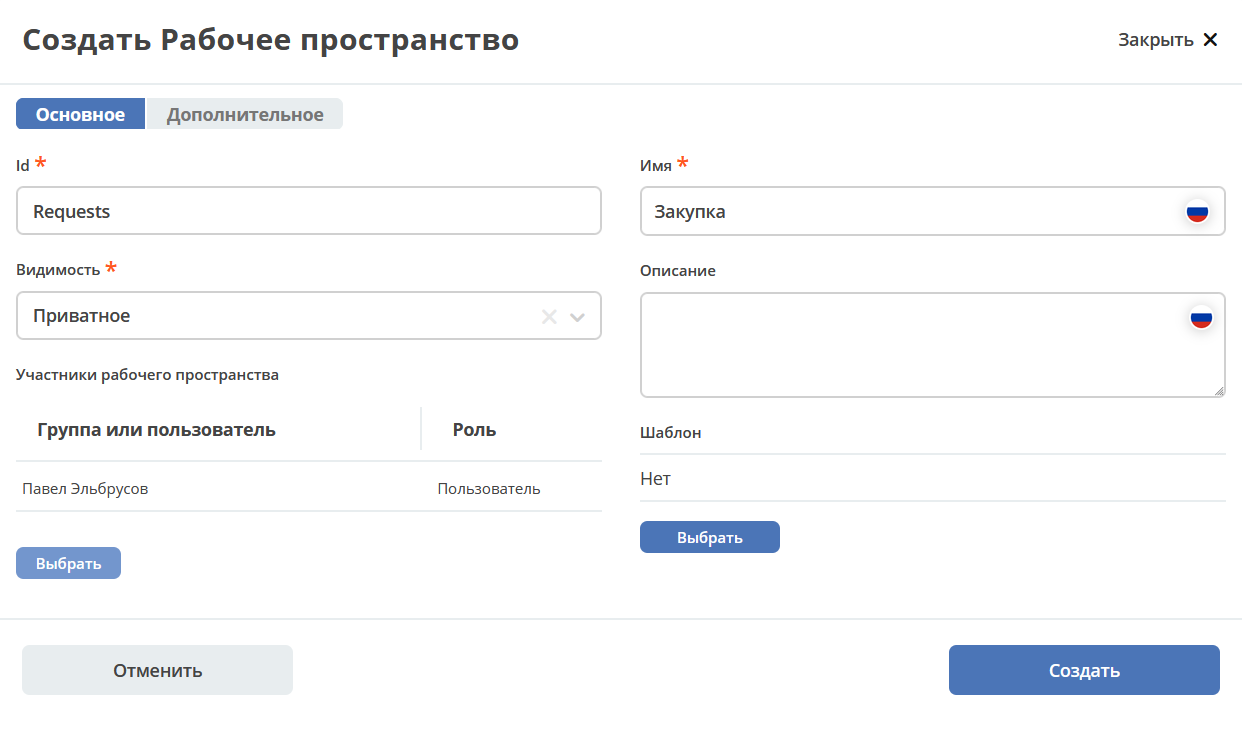 Создать Рабочее пространство
Закрыть
Основное
Дополнительное
Id *
Requests
Имя *
Закупка
Видимость *
Приватное
Описание
Участники рабочего пространства
Группа или пользователь
Роль
Павел Эльбрусов
Пользователь
Выбрать
Шаблон
Нет
Выбрать
Отменить
Создать